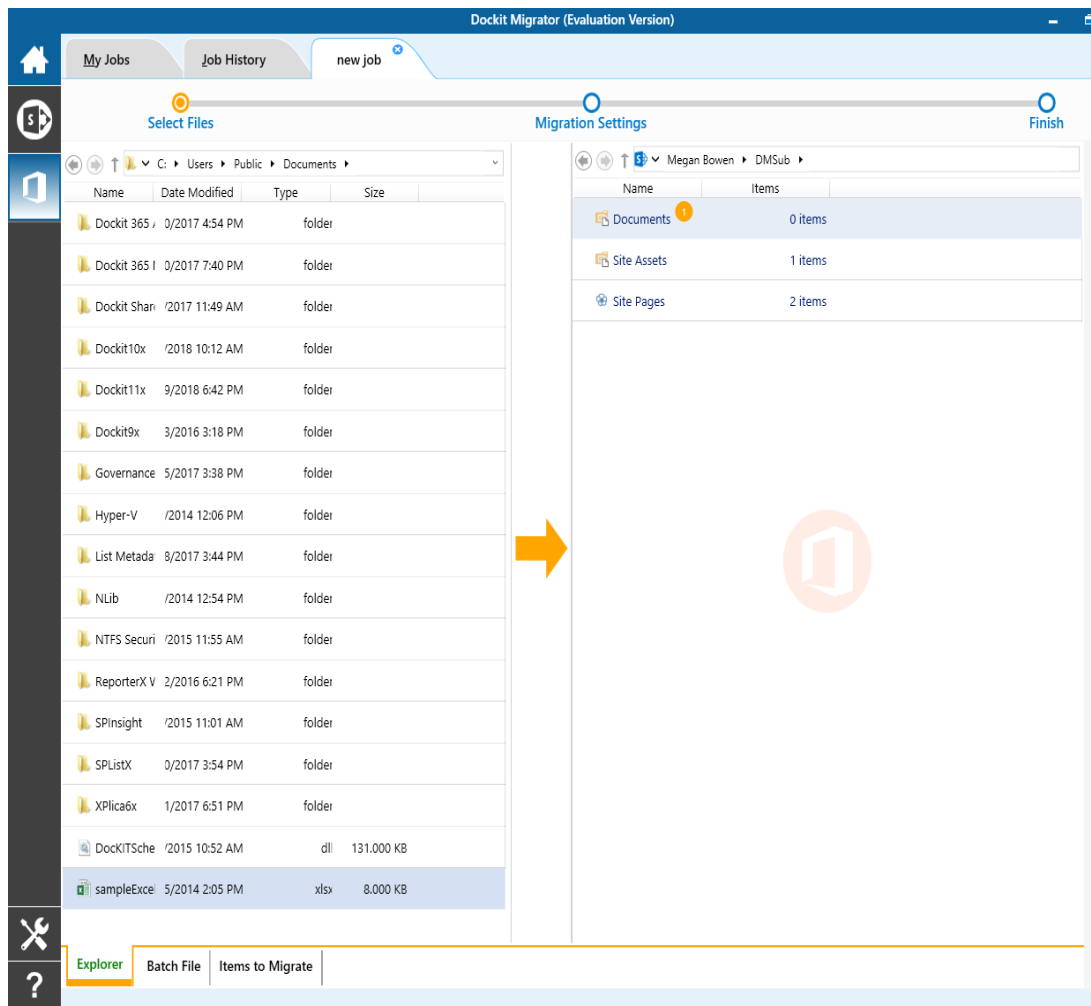 Dockit Migrator (Evaluation Version)
My Jobs Job History new job
Select Files Migration Settings Finish
C: Users Public Documents
Name Date Modified Type Size
Dockit 365 0/2017 4:54 PM folder
Dockit 365 0/2017 7:40 PM folder
Dockit Shar /2017 11:49 AM folder
Dockit10x /2018 10:12 AM folder
Dockit11x 9/2018 6:42 PM folder
Dockit9x 3/2016 3:18 PM folder
Governance 5/2017 3:38 PM folder
Hyper-V /2014 12:06 PM folder
List Metada 8/2017 3:44 PM folder
NLib /2014 12:54 PM folder
NTFS Securi /2015 11:55 AM folder
ReporterX 2/2016 6:21 PM folder
SPInsight /2015 11:01 AM folder
SPListX 0/2017 3:54 PM folder
XPlica6x 1/2017 6:51 PM folder
DocKITSche /2015 10:52 AM dll 131.000 KB
sampleExcel 5/2014 2:05 PM xlsx 8.000 KB
Megan Bowen DMSub
Name Items
Documents 1 0 items
Site Assets 1 items
Site Pages 2 items
Explorer Batch File Items to Migrate
?